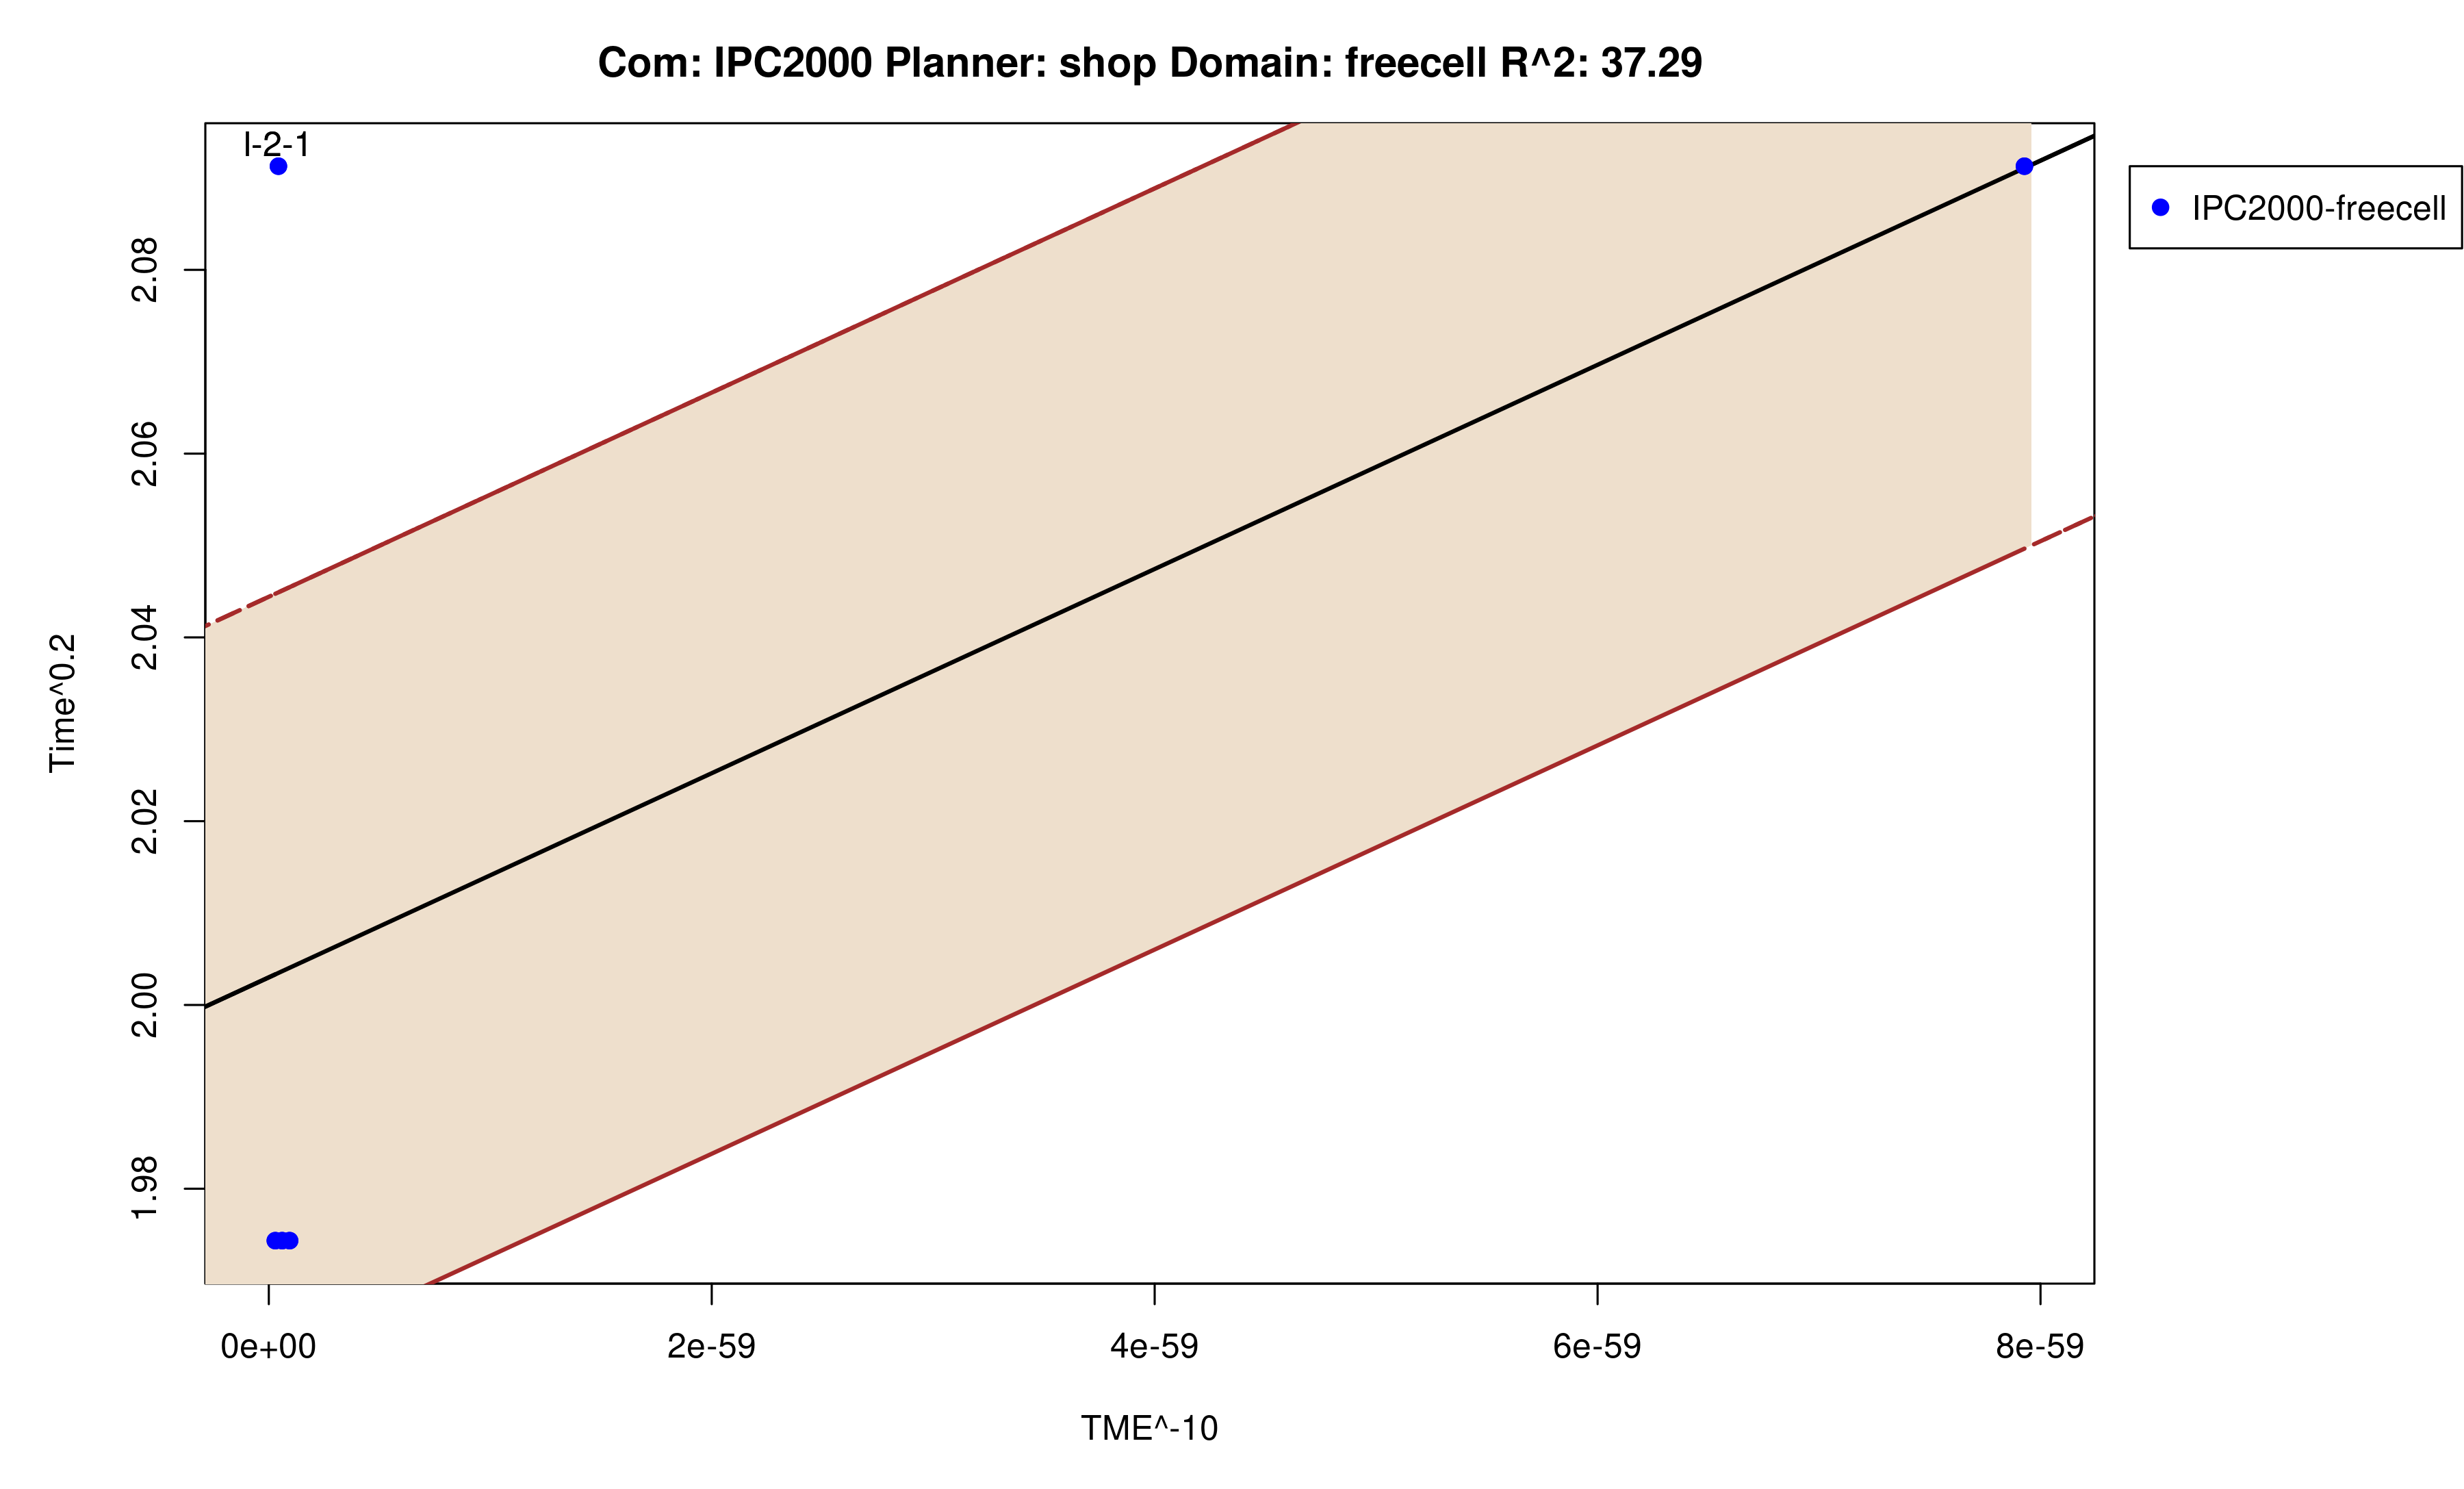 Com: IPC2000 Planner: shop Domain: freecell R^2: 37.29
l-2-1
IPC2000-freecell
2.08
2.06
2.04
2.02
2.00
1.98
Time^0.2
0e+00 2e-59 4e-59 6e-59 8e-59
TME^-10